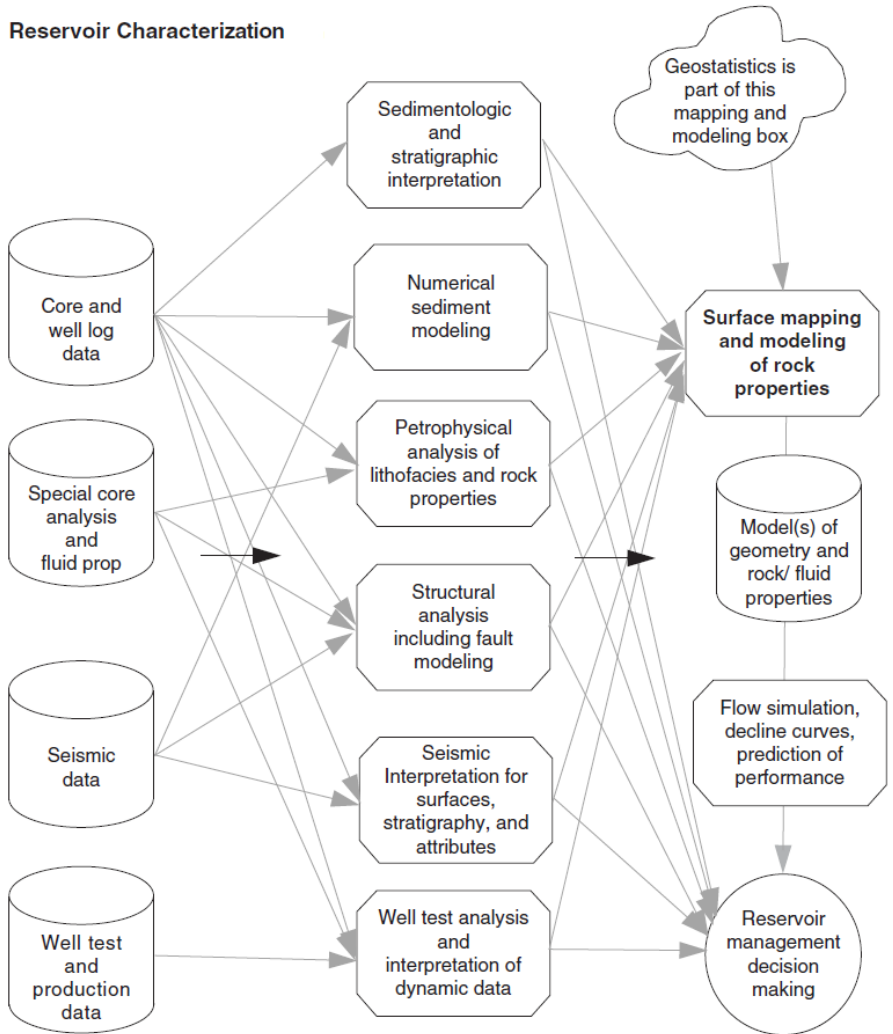 Reservoir Characterization
Geostatistics is
part of this
mapping and
modeling box
Sedimentologic
and
stratigraphic
interpretation
Core and
well log
data
Numerical
sediment
modeling
Surface mapping
and modeling
of rock
properties
Special core
analysis
and
fluid prop
Petrophysical
analysis of
lithofacies and rock
properties
Model(s) of
geometry and
rock/ fluid
properties
Structural
analysis
including fault
modeling
Seismic
data
Seismic
Interpretation for
surfaces,
stratigraphy, and
attributes
Flow simulation,
decline curves,
prediction of
performance
Well test
and
production
data
Well test analysis
and
interpretation of
dynamic data
Reservoir
management
decision
making